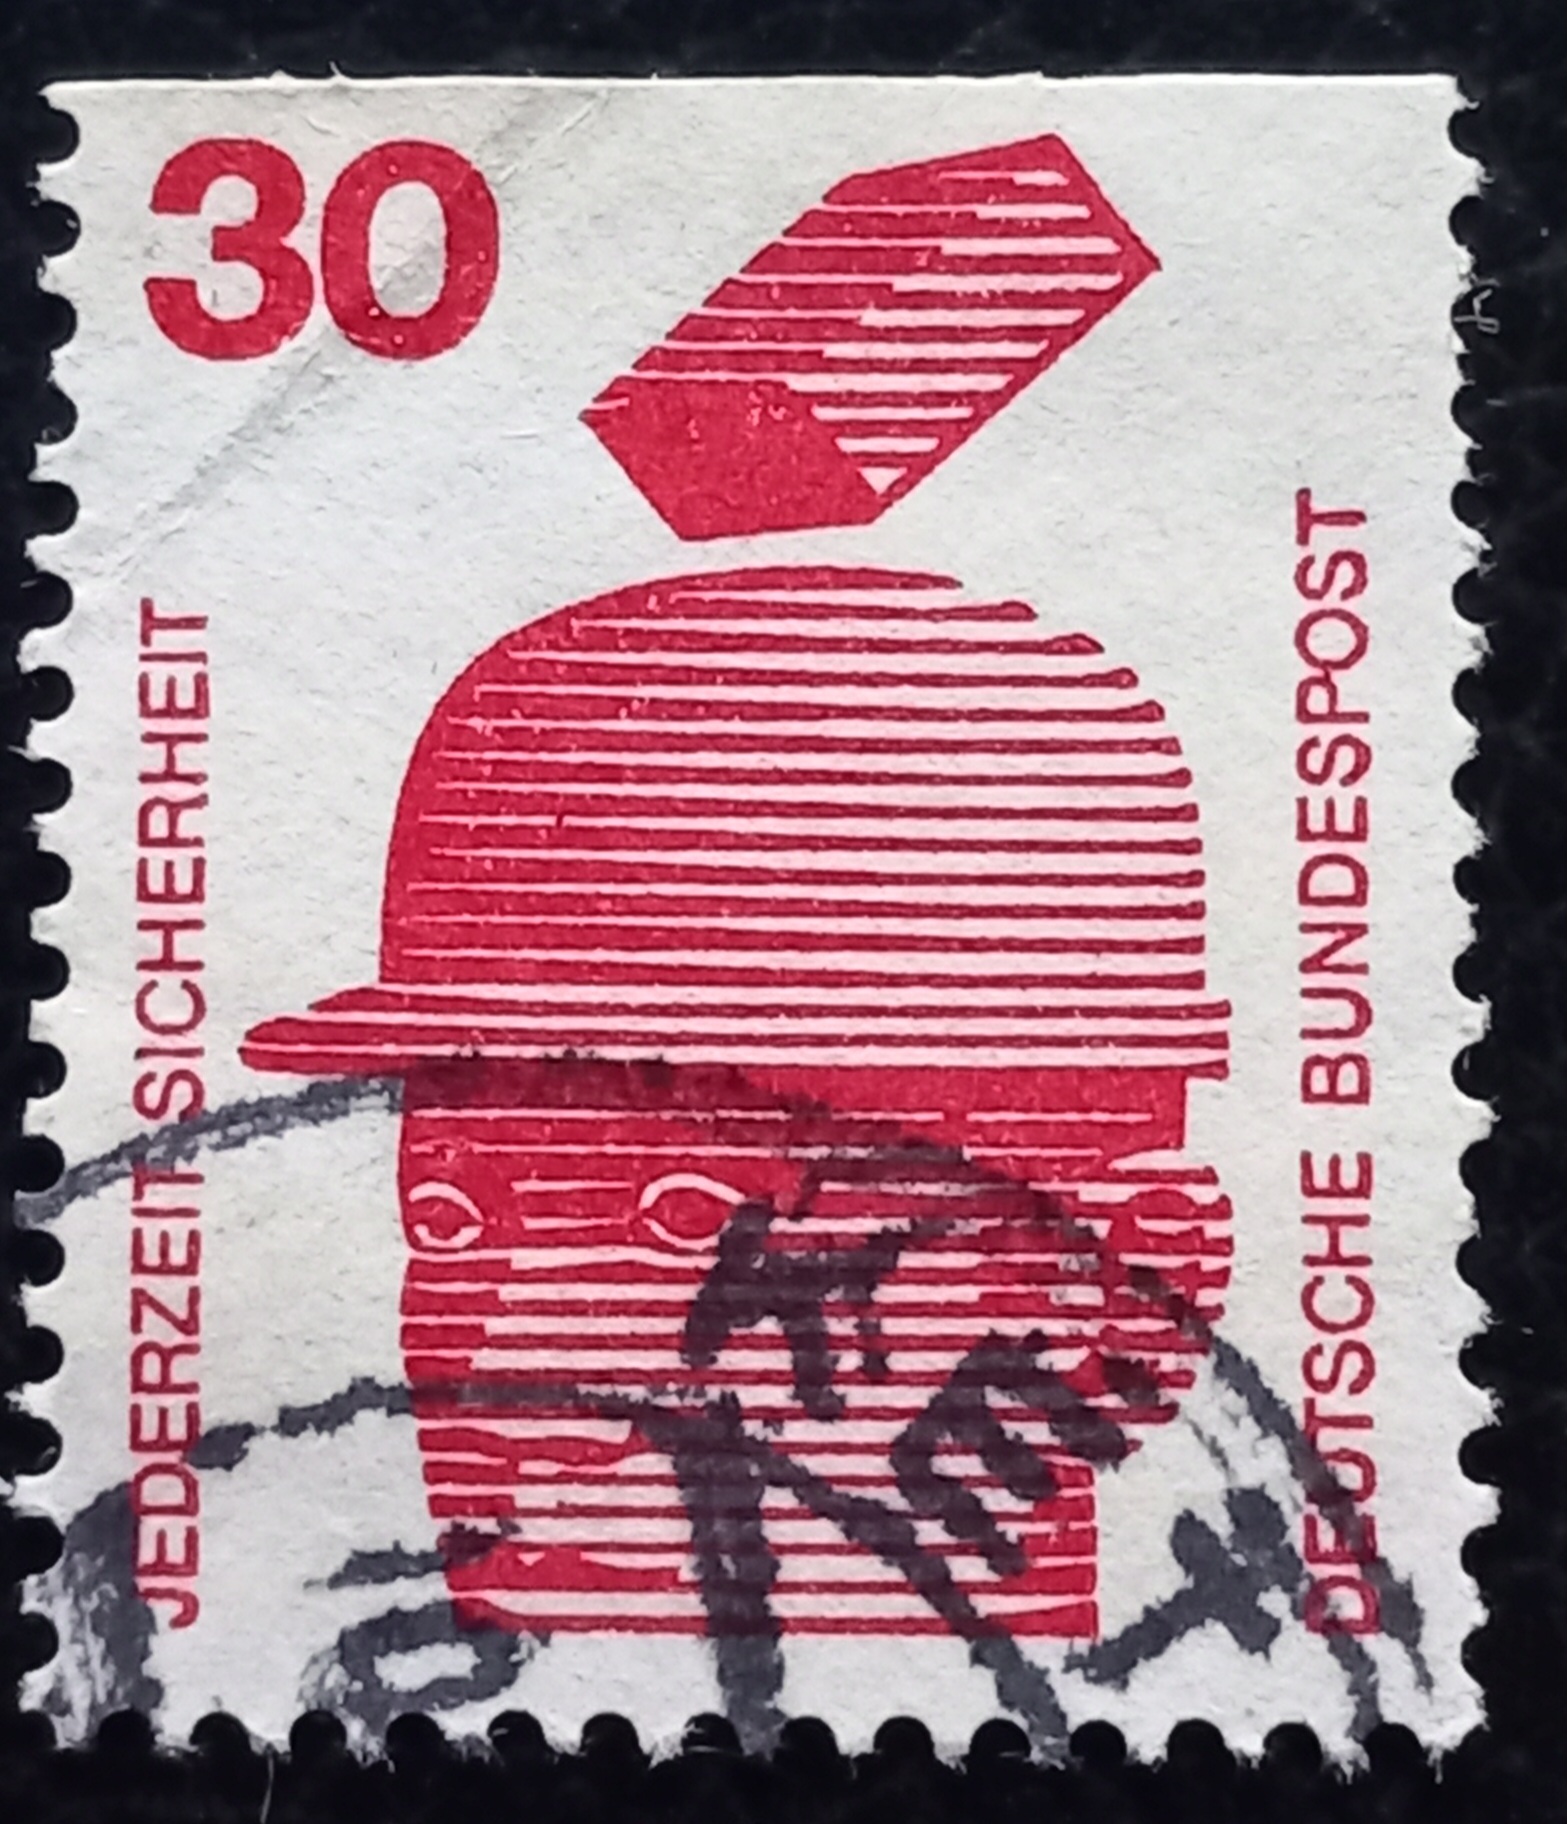 30
JEDERZEIT SICHERHEIT
DEUTSCHE BUNDESPOST